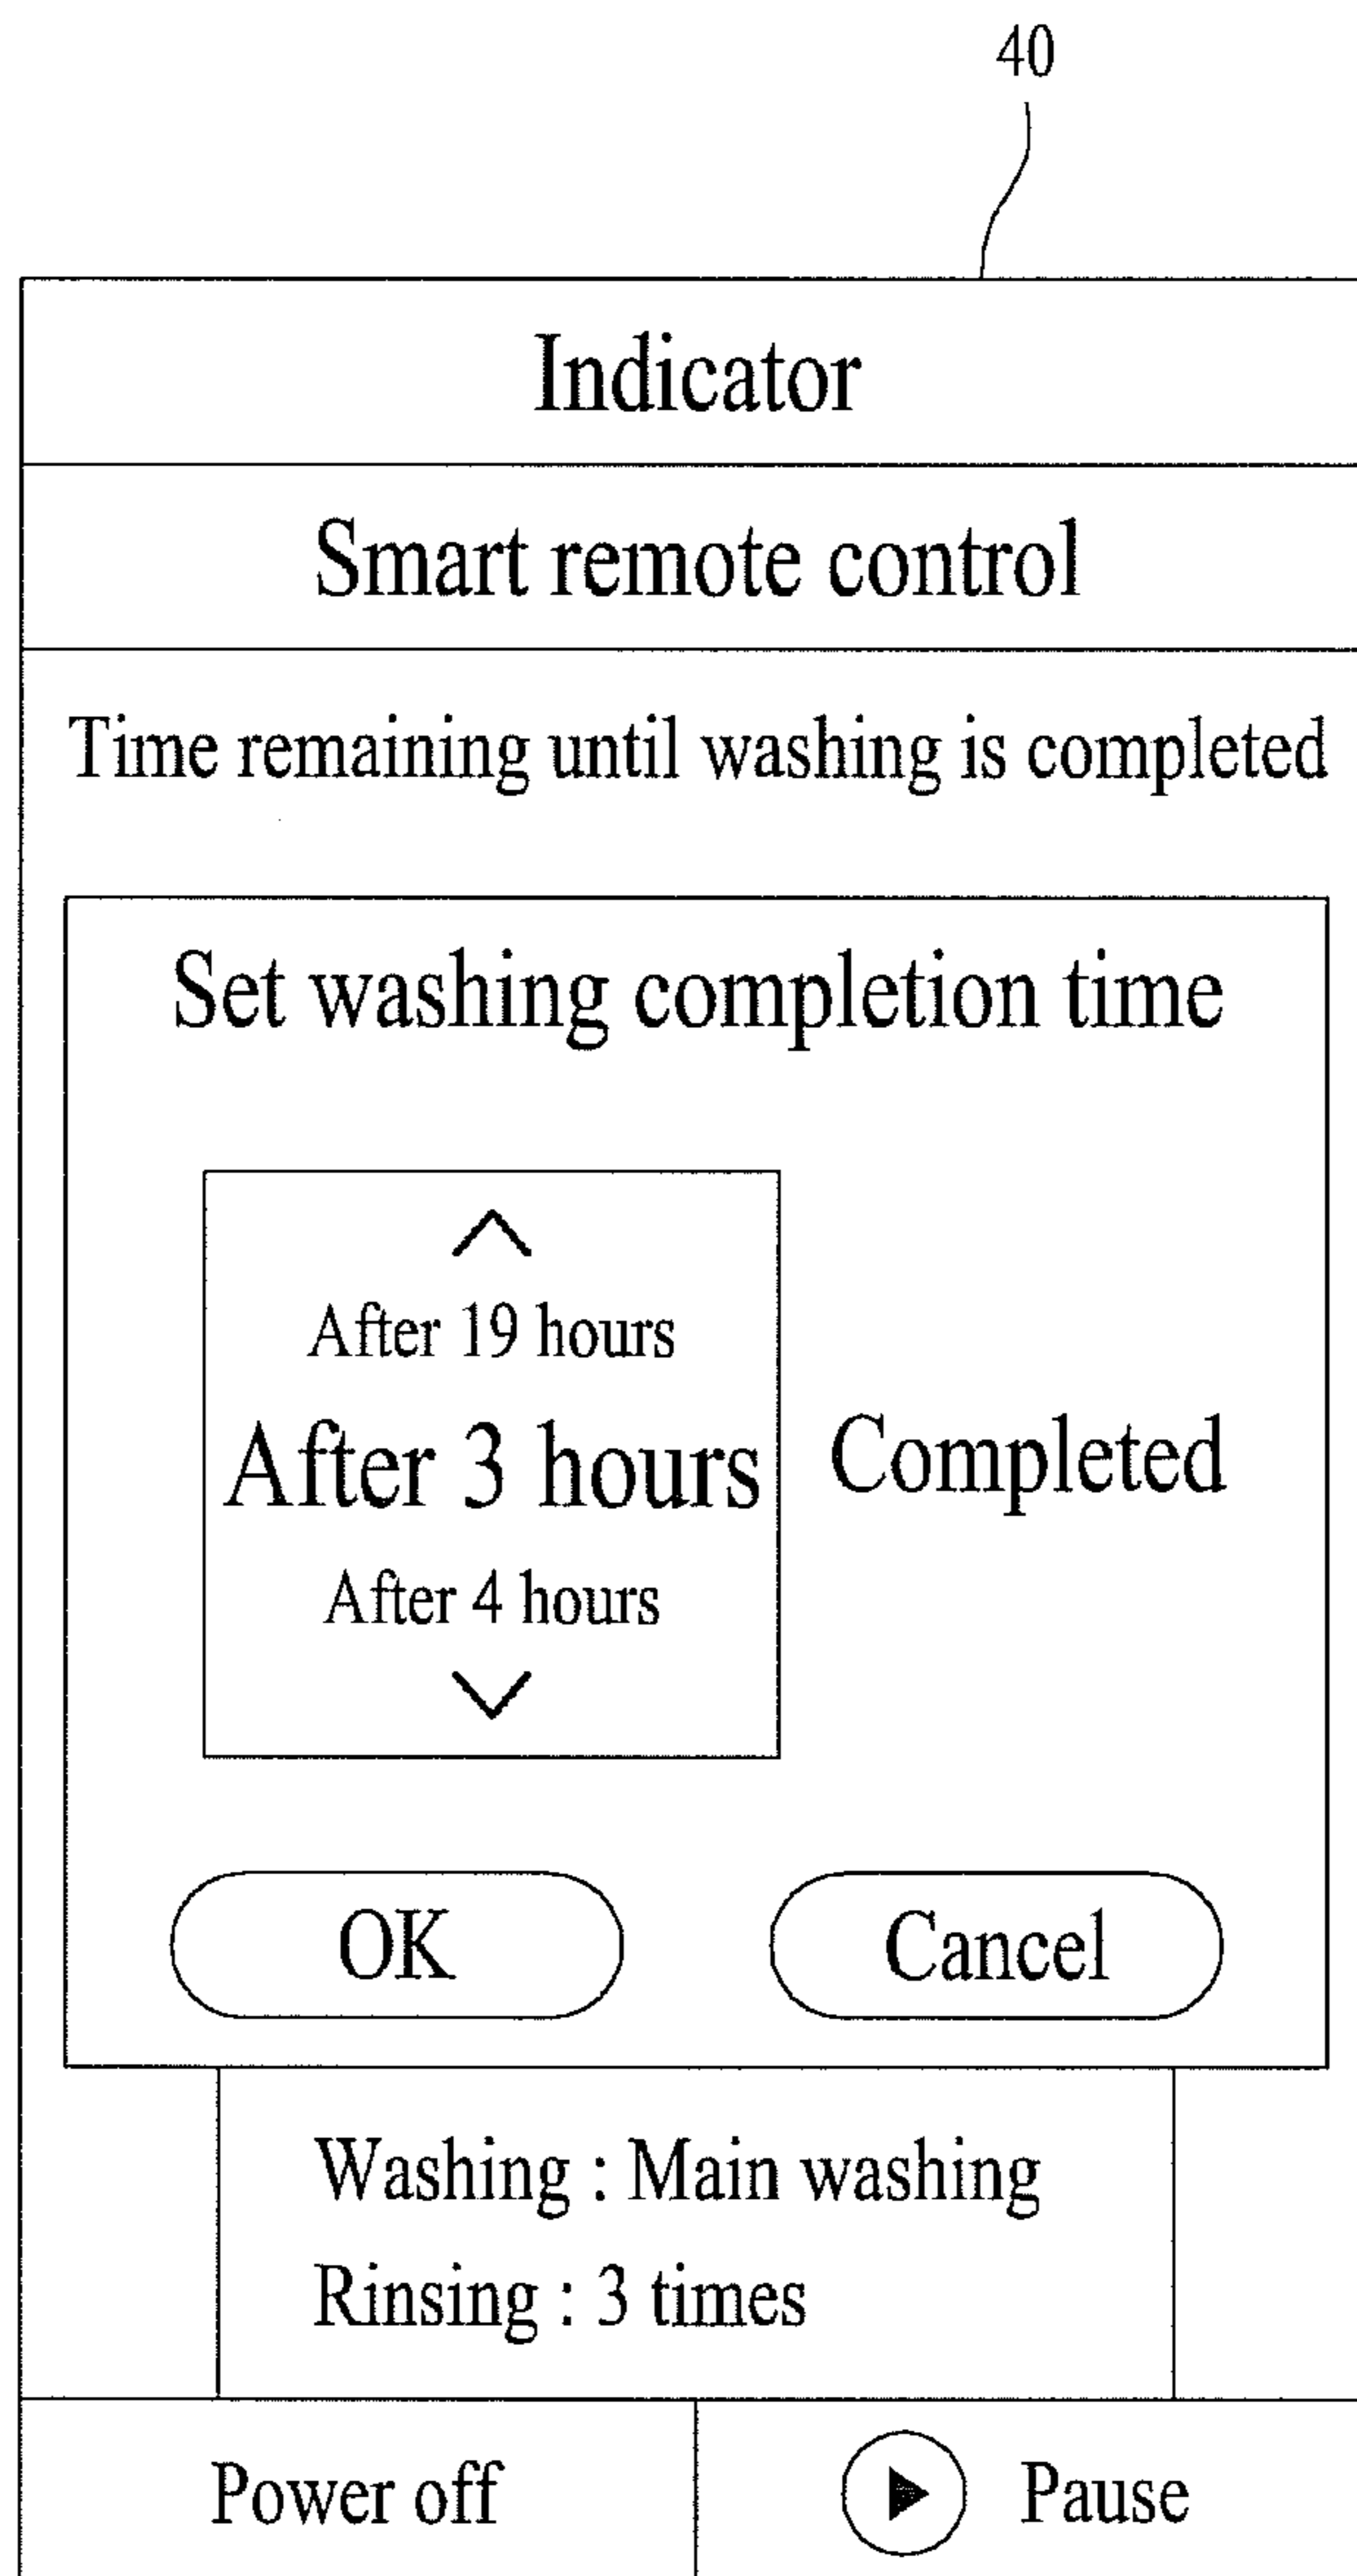 40
Indicator
Smart remote control
Time remaining until washing is completed
Set washing completion time
After 19 hours
After 3 hours Completed
After 4 hours
OK Cancel
Washing : Main washing
Rinsing : 3 times
Power off Pause